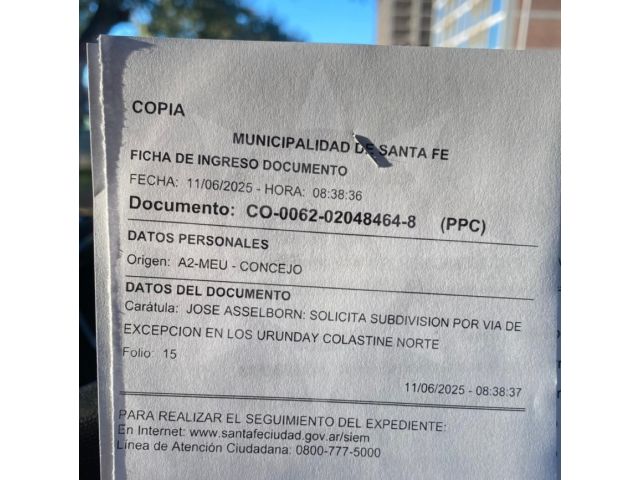 COPIA
MUNICIPALIDAD DE SANTA FE
FICHA DE INGRESO DOCUMENTO
FECHA: 11/06/2025 - HORA: 08:38:36
Documento: CO-0062-02048464-8 (PPC)
DATOS PERSONALES
Origen: A2-MEU - CONCEJO
DATOS DEL DOCUMENTO
Carátula: JOSE ASSELBORN: SOLICITA SUBDIVISION POR VIA DE
EXCEPCION EN LOS URUNDAY COLASTINE NORTE
Folio: 15
11/06/2025 - 08:38:37
PARA REALIZAR EL SEGUIMIENTO DEL EXPEDIENTE:
En Internet: www.santafeciudad.gov.ar/siem
Línea de Atención Ciudadana: 0800-777-5000